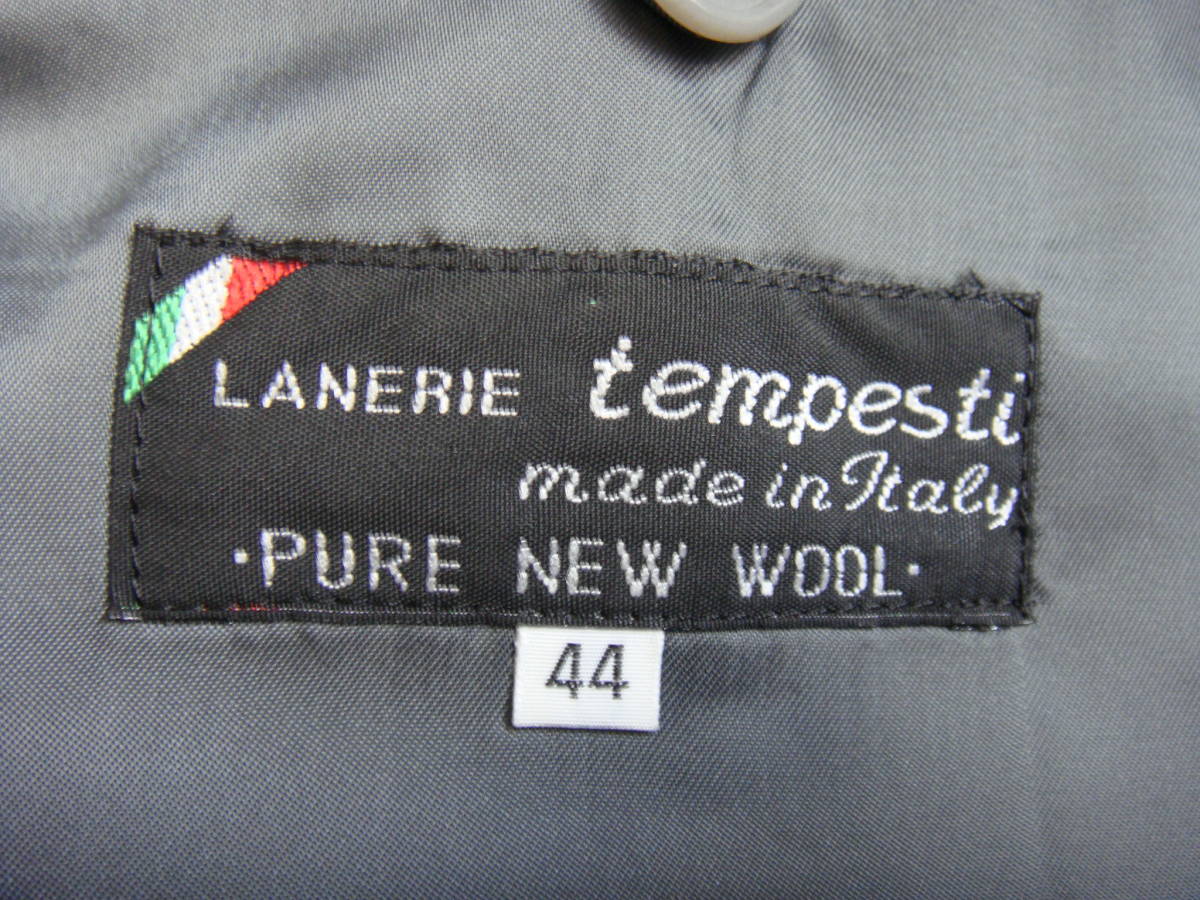 LANERIE tempesti
made in Italy
·PURE NEW WOOL·
44